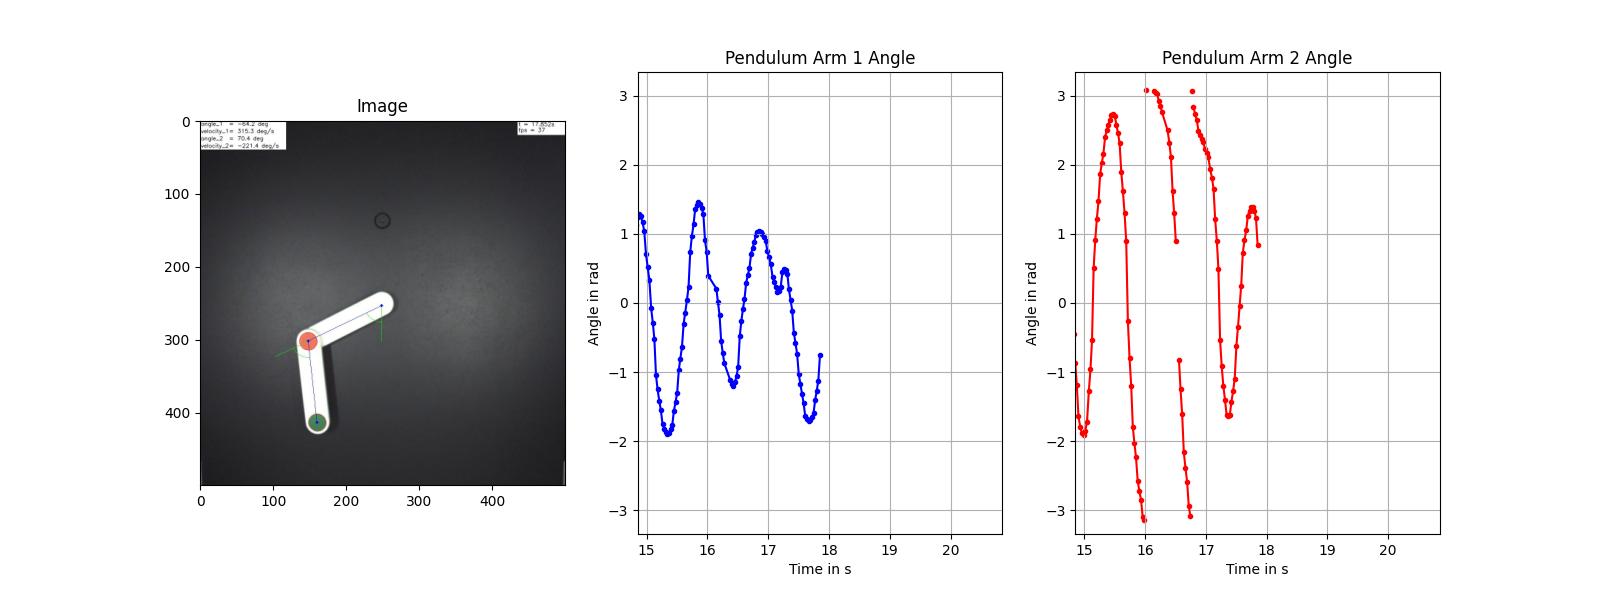 Image
angle_1 = -64.2 deg
velocity_1= 315.3 deg/s
angle_2 = 70.4 deg
velocity_2= -221.4 deg/s
t = 17.852s
fps = 37
0
100
200
300
400
0 100 200 300 400
Pendulum Arm 1 Angle
Angle in rad
3
2
1
0
−1
−2
−3
15 16 17 18 19 20
Time in s
Pendulum Arm 2 Angle
Angle in rad
3
2
1
0
−1
−2
−3
15 16 17 18 19 20
Time in s